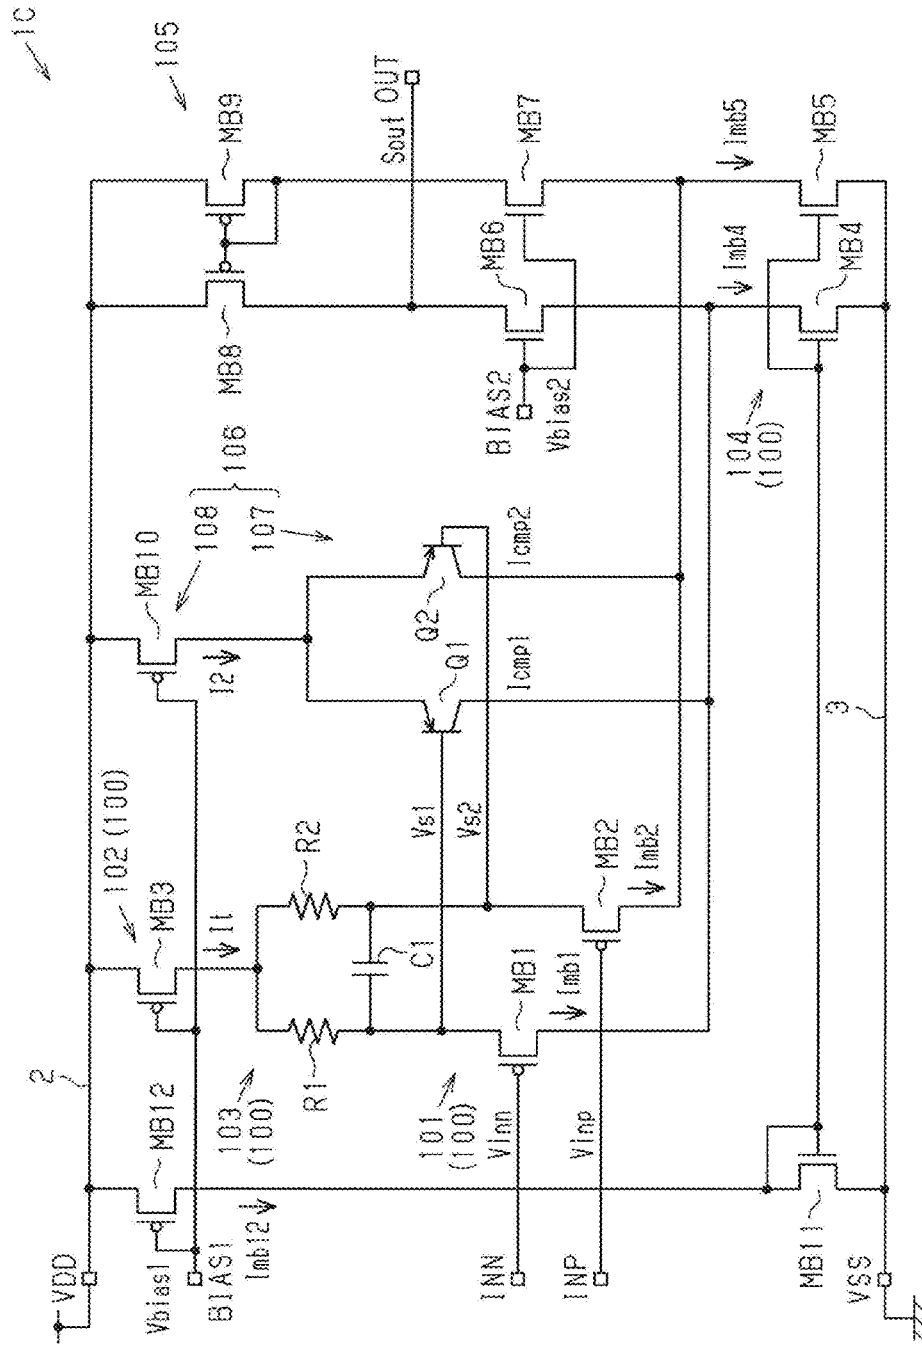 1C
105
VDD
2
MB12
102 (100)
MB3
MB10
108
106
107
MB8
MB9
Vbias1
BIAS1
Imb12
It
I2
103
(100)
R1
R2
C1
Vs1
Vs2
Q1
Q2
Icmp1
Icmp2
Sout
OUT
BIAS2
Vbias2
MB6
MB7
INN
Vinn
101
(100)
MB1
Imb1
INP
Vinp
MB2
Imb2
104
(100)
Imb4
Imb5
MB4
MB5
MB11
VSS
3